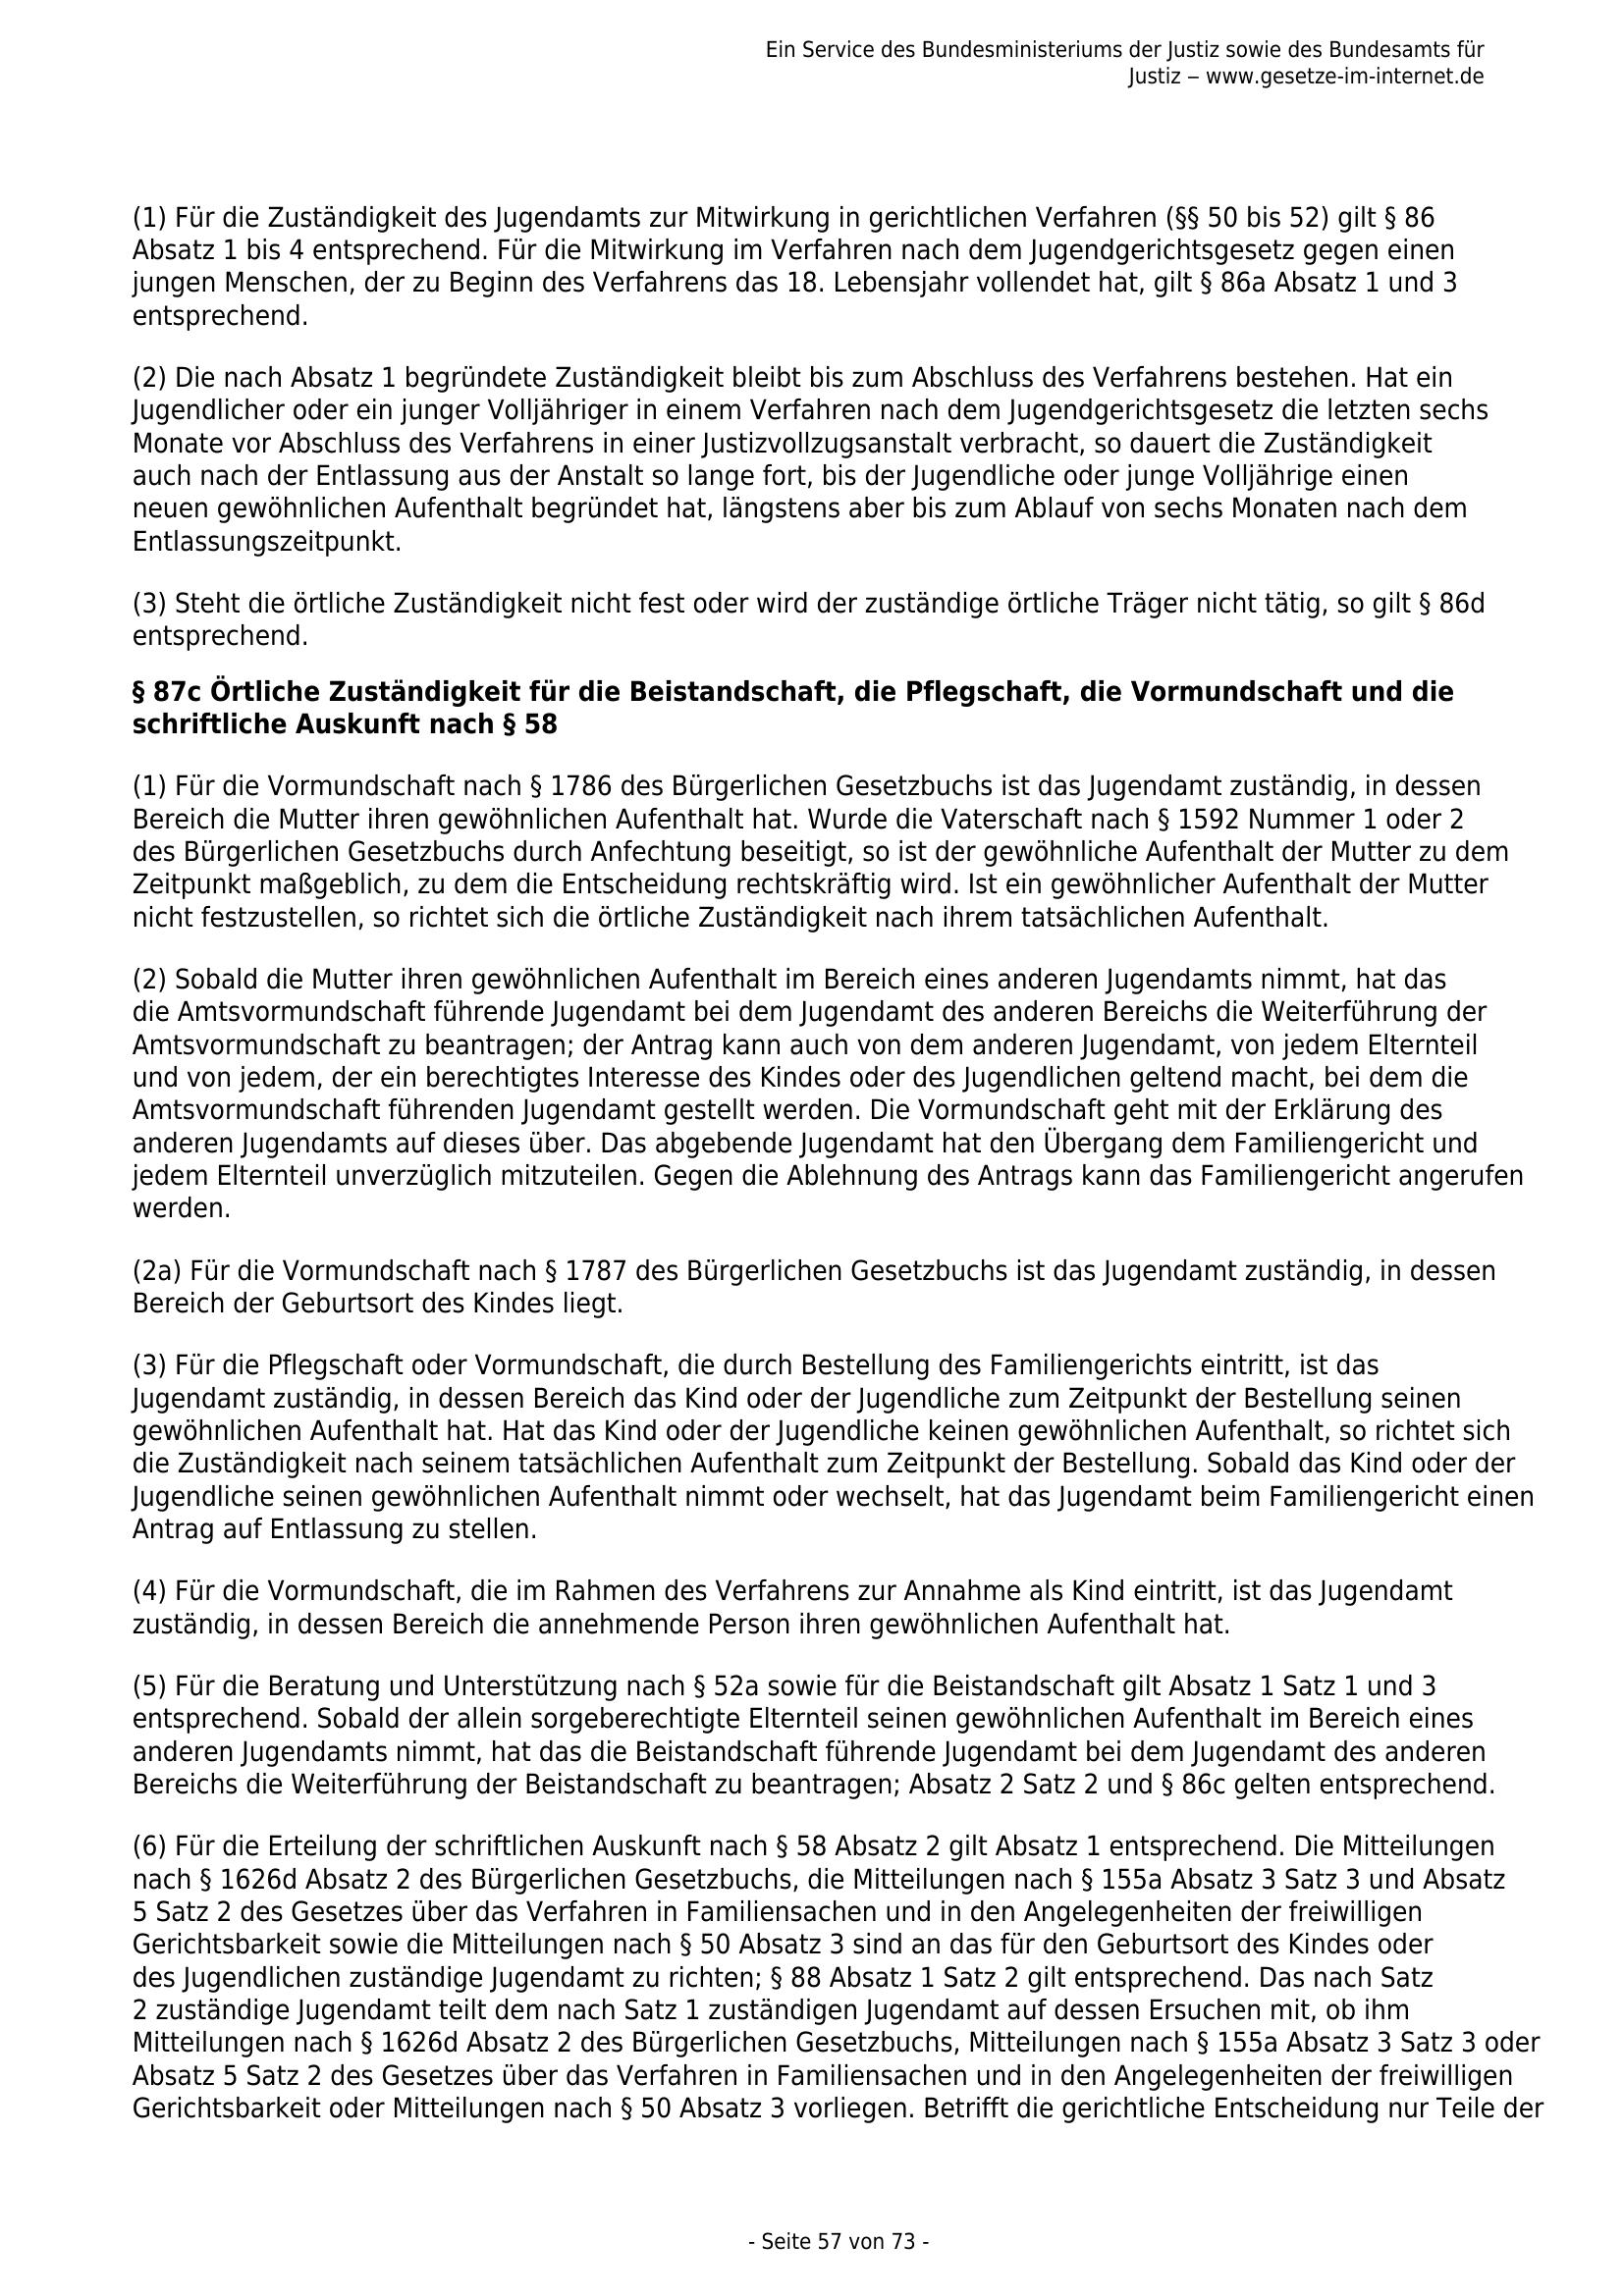 Ein Service des Bundesministeriums der Justiz sowie des Bundesamts für
Justiz ‒ www.gesetze-im-internet.de
(1) Für die Zuständigkeit des Jugendamts zur Mitwirkung in gerichtlichen Verfahren (§§ 50 bis 52) gilt § 86
Absatz 1 bis 4 entsprechend. Für die Mitwirkung im Verfahren nach dem Jugendgerichtsgesetz gegen einen
jungen Menschen, der zu Beginn des Verfahrens das 18. Lebensjahr vollendet hat, gilt § 86a Absatz 1 und 3
entsprechend.
(2) Die nach Absatz 1 begründete Zuständigkeit bleibt bis zum Abschluss des Verfahrens bestehen. Hat ein
Jugendlicher oder ein junger Volljähriger in einem Verfahren nach dem Jugendgerichtsgesetz die letzten sechs
Monate vor Abschluss des Verfahrens in einer Justizvollzugsanstalt verbracht, so dauert die Zuständigkeit
auch nach der Entlassung aus der Anstalt so lange fort, bis der Jugendliche oder junge Volljährige einen
neuen gewöhnlichen Aufenthalt begründet hat, längstens aber bis zum Ablauf von sechs Monaten nach dem
Entlassungszeitpunkt.
(3) Steht die örtliche Zuständigkeit nicht fest oder wird der zuständige örtliche Träger nicht tätig, so gilt § 86d
entsprechend.
§ 87c Örtliche Zuständigkeit für die Beistandschaft, die Pflegschaft, die Vormundschaft und die
schriftliche Auskunft nach § 58
(1) Für die Vormundschaft nach § 1786 des Bürgerlichen Gesetzbuchs ist das Jugendamt zuständig, in dessen
Bereich die Mutter ihren gewöhnlichen Aufenthalt hat. Wurde die Vaterschaft nach § 1592 Nummer 1 oder 2
des Bürgerlichen Gesetzbuchs durch Anfechtung beseitigt, so ist der gewöhnliche Aufenthalt der Mutter zu dem
Zeitpunkt maßgeblich, zu dem die Entscheidung rechtskräftig wird. Ist ein gewöhnlicher Aufenthalt der Mutter
nicht festzustellen, so richtet sich die örtliche Zuständigkeit nach ihrem tatsächlichen Aufenthalt.
(2) Sobald die Mutter ihren gewöhnlichen Aufenthalt im Bereich eines anderen Jugendamts nimmt, hat das
die Amtsvormundschaft führende Jugendamt bei dem Jugendamt des anderen Bereichs die Weiterführung der
Amtsvormundschaft zu beantragen; der Antrag kann auch von dem anderen Jugendamt, von jedem Elternteil
und von jedem, der ein berechtigtes Interesse des Kindes oder des Jugendlichen geltend macht, bei dem die
Amtsvormundschaft führenden Jugendamt gestellt werden. Die Vormundschaft geht mit der Erklärung des
anderen Jugendamts auf dieses über. Das abgebende Jugendamt hat den Übergang dem Familiengericht und
jedem Elternteil unverzüglich mitzuteilen. Gegen die Ablehnung des Antrags kann das Familiengericht angerufen
werden.
(2a) Für die Vormundschaft nach § 1787 des Bürgerlichen Gesetzbuchs ist das Jugendamt zuständig, in dessen
Bereich der Geburtsort des Kindes liegt.
(3) Für die Pflegschaft oder Vormundschaft, die durch Bestellung des Familiengerichts eintritt, ist das
Jugendamt zuständig, in dessen Bereich das Kind oder der Jugendliche zum Zeitpunkt der Bestellung seinen
gewöhnlichen Aufenthalt hat. Hat das Kind oder der Jugendliche keinen gewöhnlichen Aufenthalt, so richtet sich
die Zuständigkeit nach seinem tatsächlichen Aufenthalt zum Zeitpunkt der Bestellung. Sobald das Kind oder der
Jugendliche seinen gewöhnlichen Aufenthalt nimmt oder wechselt, hat das Jugendamt beim Familiengericht einen
Antrag auf Entlassung zu stellen.
(4) Für die Vormundschaft, die im Rahmen des Verfahrens zur Annahme als Kind eintritt, ist das Jugendamt
zuständig, in dessen Bereich die annehmende Person ihren gewöhnlichen Aufenthalt hat.
(5) Für die Beratung und Unterstützung nach § 52a sowie für die Beistandschaft gilt Absatz 1 Satz 1 und 3
entsprechend. Sobald der allein sorgeberechtigte Elternteil seinen gewöhnlichen Aufenthalt im Bereich eines
anderen Jugendamts nimmt, hat das die Beistandschaft führende Jugendamt bei dem Jugendamt des anderen
Bereichs die Weiterführung der Beistandschaft zu beantragen; Absatz 2 Satz 2 und § 86c gelten entsprechend.
(6) Für die Erteilung der schriftlichen Auskunft nach § 58 Absatz 2 gilt Absatz 1 entsprechend. Die Mitteilungen
nach § 1626d Absatz 2 des Bürgerlichen Gesetzbuchs, die Mitteilungen nach § 155a Absatz 3 Satz 3 und Absatz
5 Satz 2 des Gesetzes über das Verfahren in Familiensachen und in den Angelegenheiten der freiwilligen
Gerichtsbarkeit sowie die Mitteilungen nach § 50 Absatz 3 sind an das für den Geburtsort des Kindes oder
des Jugendlichen zuständige Jugendamt zu richten; § 88 Absatz 1 Satz 2 gilt entsprechend. Das nach Satz
2 zuständige Jugendamt teilt dem nach Satz 1 zuständigen Jugendamt auf dessen Ersuchen mit, ob ihm
Mitteilungen nach § 1626d Absatz 2 des Bürgerlichen Gesetzbuchs, Mitteilungen nach § 155a Absatz 3 Satz 3 oder
Absatz 5 Satz 2 des Gesetzes über das Verfahren in Familiensachen und in den Angelegenheiten der freiwilligen
Gerichtsbarkeit oder Mitteilungen nach § 50 Absatz 3 vorliegen. Betrifft die gerichtliche Entscheidung nur Teile der
- Seite 57 von 73 -